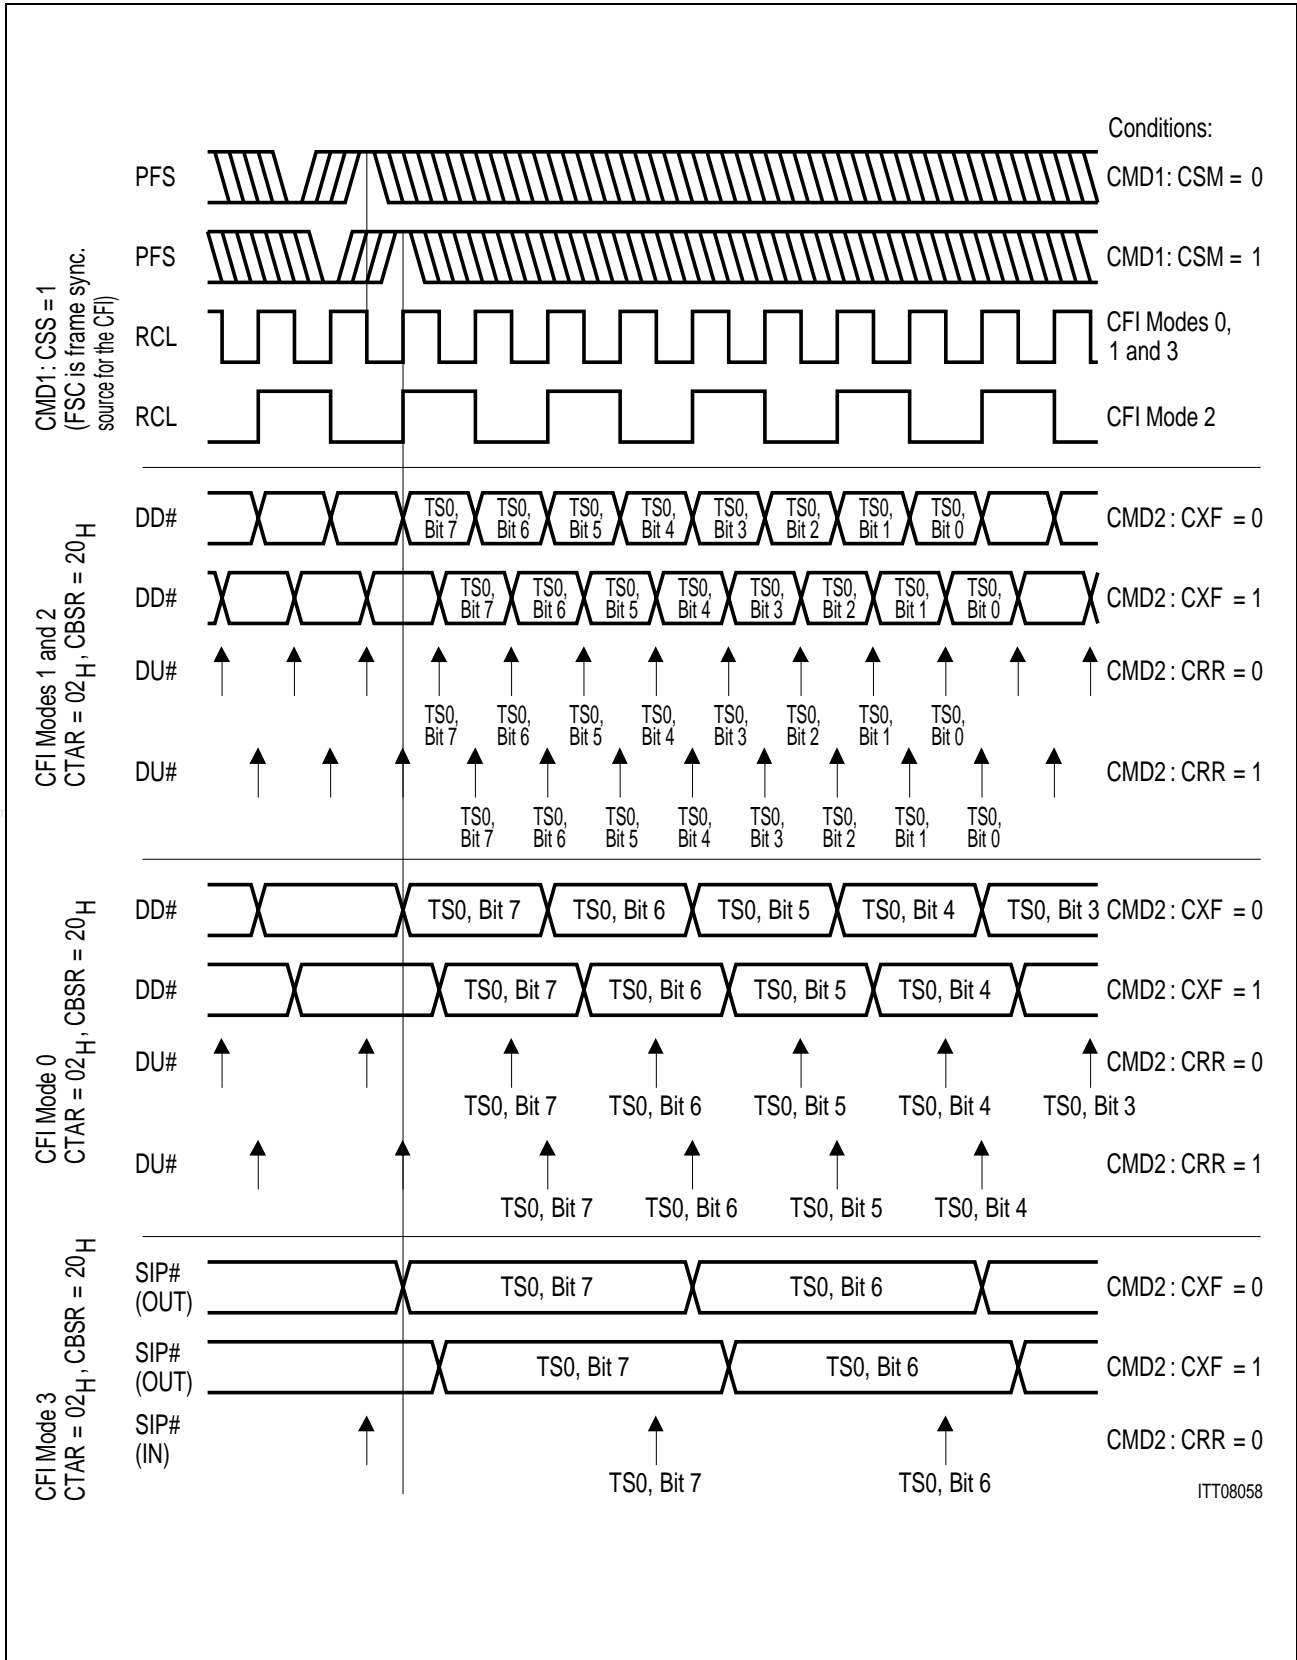 Conditions:
PFS
CMD1: CSM = 0
PFS
CMD1: CSM = 1
CMD1: CSS = 1
(FSC is frame sync.
source for the CFI)
RCL
CFI Modes 0,
1 and 3
RCL
CFI Mode 2
CFI Modes 1 and 2
CTAR = 02H, CBSR = 20H
DD#
TS0, Bit 7 TS0, Bit 6 TS0, Bit 5 TS0, Bit 4 TS0, Bit 3 TS0, Bit 2 TS0, Bit 1 TS0, Bit 0
CMD2: CXF = 0
DD#
TS0, Bit 7 TS0, Bit 6 TS0, Bit 5 TS0, Bit 4 TS0, Bit 3 TS0, Bit 2 TS0, Bit 1 TS0, Bit 0
CMD2: CXF = 1
DU#
CMD2: CRR = 0
TS0, Bit 7 TS0, Bit 6 TS0, Bit 5 TS0, Bit 4 TS0, Bit 3 TS0, Bit 2 TS0, Bit 1 TS0, Bit 0
DU#
CMD2: CRR = 1
TS0, Bit 7 TS0, Bit 6 TS0, Bit 5 TS0, Bit 4 TS0, Bit 3 TS0, Bit 2 TS0, Bit 1 TS0, Bit 0
CFI Mode 0
CTAR = 02H, CBSR = 20H
DD#
TS0, Bit 7 TS0, Bit 6 TS0, Bit 5 TS0, Bit 4 TS0, Bit 3
CMD2: CXF = 0
DD#
TS0, Bit 7 TS0, Bit 6 TS0, Bit 5 TS0, Bit 4
CMD2: CXF = 1
DU#
CMD2: CRR = 0
TS0, Bit 7 TS0, Bit 6 TS0, Bit 5 TS0, Bit 4 TS0, Bit 3
DU#
CMD2: CRR = 1
TS0, Bit 7 TS0, Bit 6 TS0, Bit 5 TS0, Bit 4
CFI Mode 3
CTAR = 02H, CBSR = 20H
SIP#
(OUT)
TS0, Bit 7 TS0, Bit 6
CMD2: CXF = 0
SIP#
(OUT)
TS0, Bit 7 TS0, Bit 6
CMD2: CXF = 1
SIP#
(IN)
CMD2: CRR = 0
TS0, Bit 7 TS0, Bit 6
ITT08058